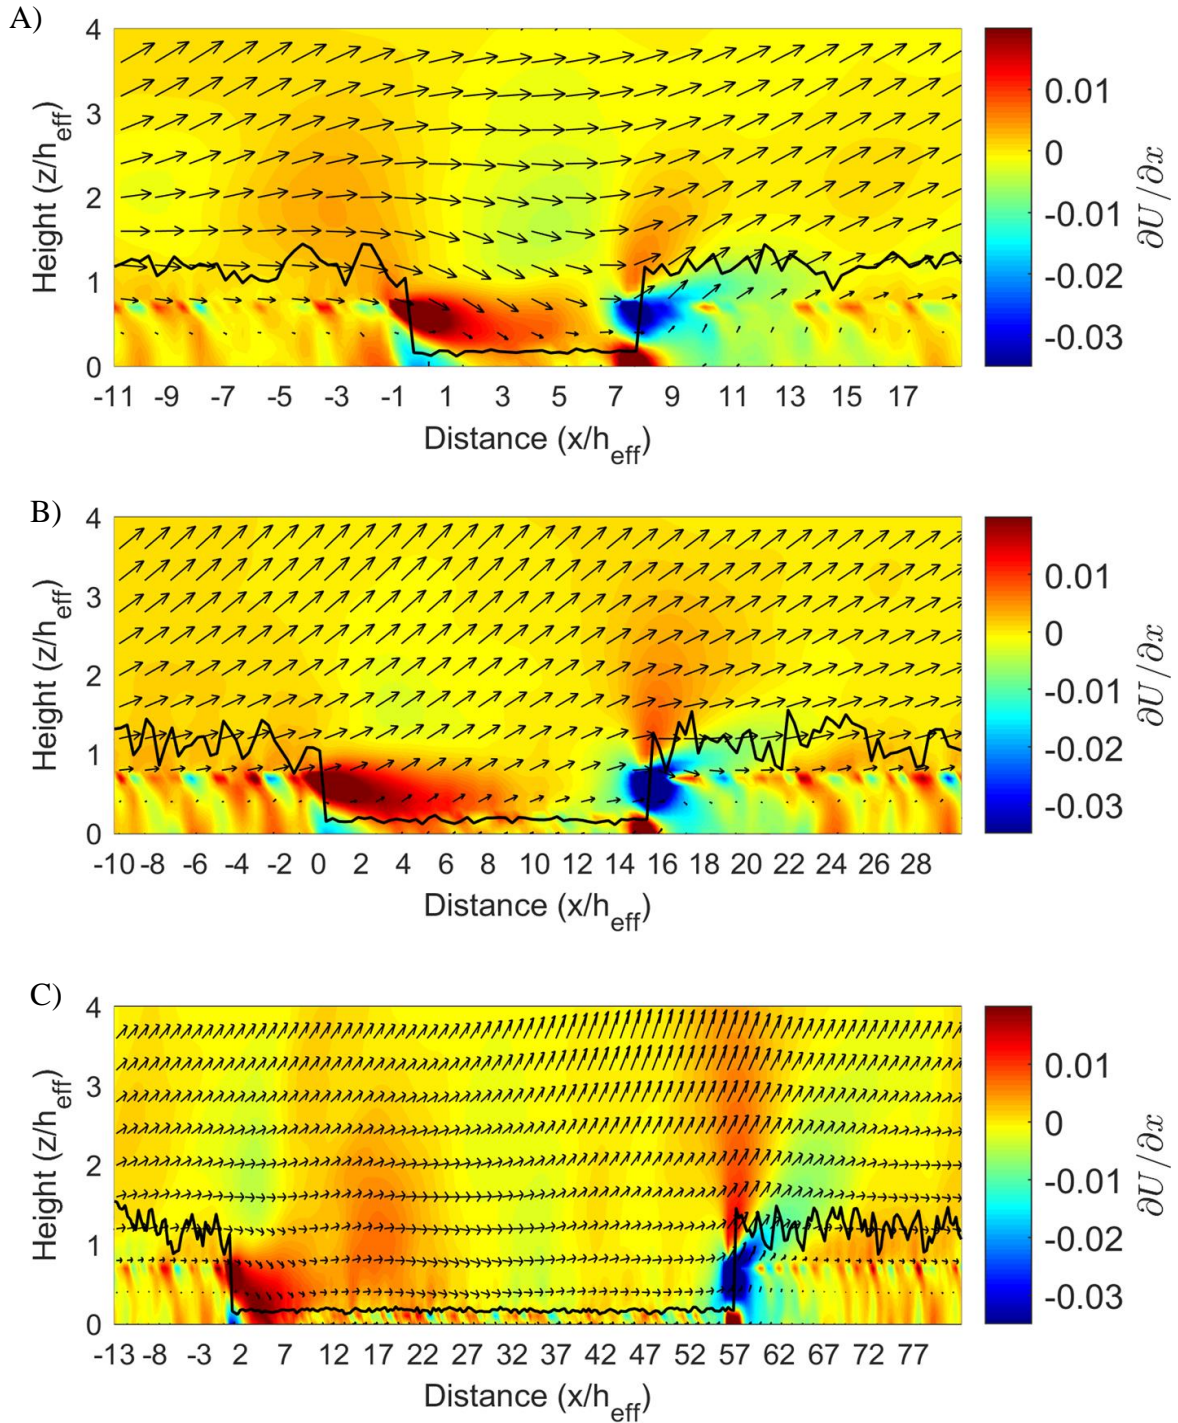 A)
4
3
2
1
0
Height (z/h_eff)
-11 -9 -7 -5 -3 -1 1 3 5 7 9 11 13 15 17
Distance (x/h_eff)
0.01
0
-0.01
-0.02
-0.03
∂U/∂x
B)
4
3
2
1
0
Height (z/h_eff)
-10 -8 -6 -4 -2 0 2 4 6 8 10 12 14 16 18 20 22 24 26 28
Distance (x/h_eff)
0.01
0
-0.01
-0.02
-0.03
∂U/∂x
C)
4
3
2
1
0
Height (z/h_eff)
-13 -8 -3 2 7 12 17 22 27 32 37 42 47 52 57 62 67 72 77
Distance (x/h_eff)
0.01
0
-0.01
-0.02
-0.03
∂U/∂x